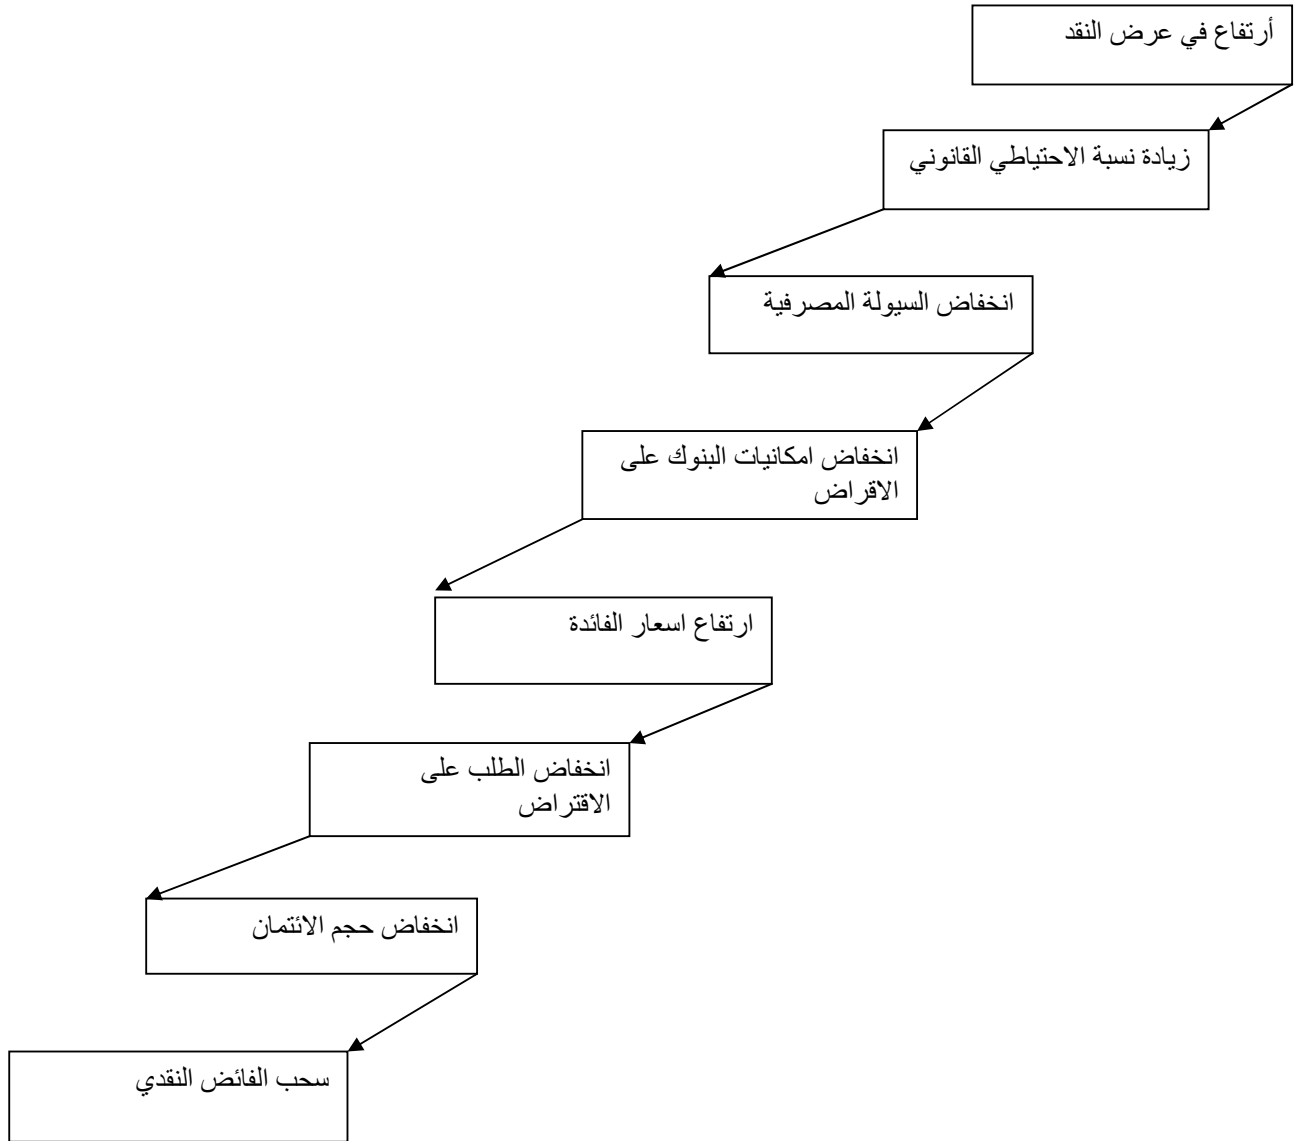 أرتفاع في عرض النقد
زيادة نسبة الاحتياطي القانوني
انخفاض السيولة المصرفية
انخفاض امكانيات البنوك على
الاقراض
ارتفاع اسعار الفائدة
انخفاض الطلب على
الاقتراض
انخفاض حجم الائتمان
سحب الفائض النقدي